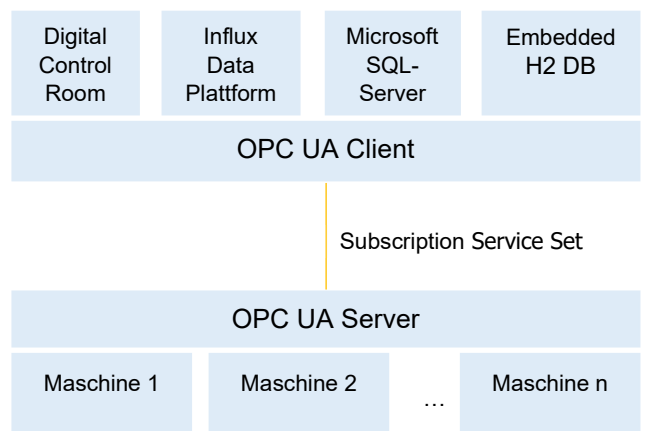 Digital
Control
Room
Influx
Data
Plattform
Microsoft
SQL-
Server
Embedded
H2 DB
OPC UA Client
Subscription Service Set
OPC UA Server
Maschine 1
Maschine 2
...
Maschine n